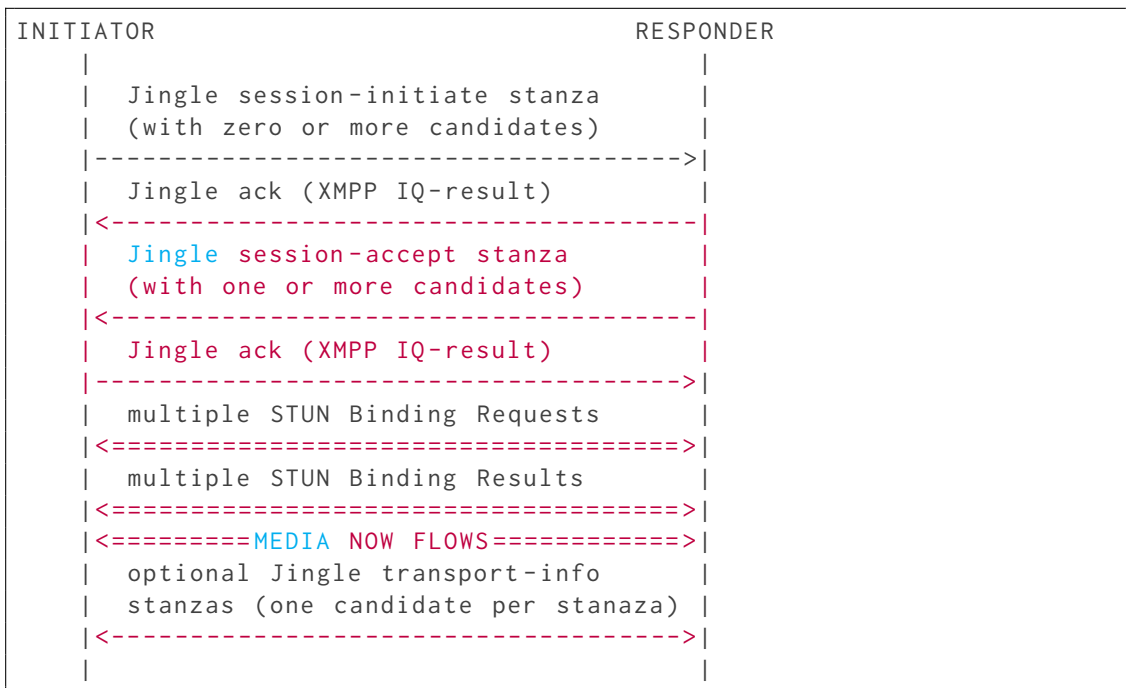 INITIATOR                              RESPONDER
    |                                      |
    |  Jingle session-initiate stanza      |
    |  (with zero or more candidates)      |
    |------------------------------------->|
    |  Jingle ack (XMPP IQ-result)         |
    |<-------------------------------------|
    |  Jingle session-accept stanza        |
    |  (with one or more candidates)       |
    |<-------------------------------------|
    |  Jingle ack (XMPP IQ-result)         |
    |------------------------------------->|
    |  multiple STUN Binding Requests      |
    |<====================================>|
    |  multiple STUN Binding Results       |
    |<====================================>|
    |<=========MEDIA NOW FLOWS============>|
    |  optional Jingle transport-info      |
    |  stanzas (one candidate per stanaza) |
    |<------------------------------------>|
    |                                      |